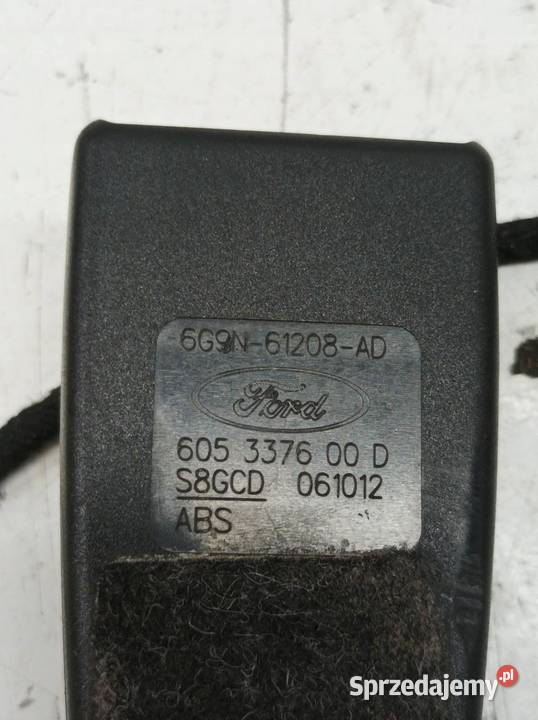 6G9N-61208-AD
Ford
605 3376 00 D
S8GCD 061012
ABS
Sprzedajemy.pl